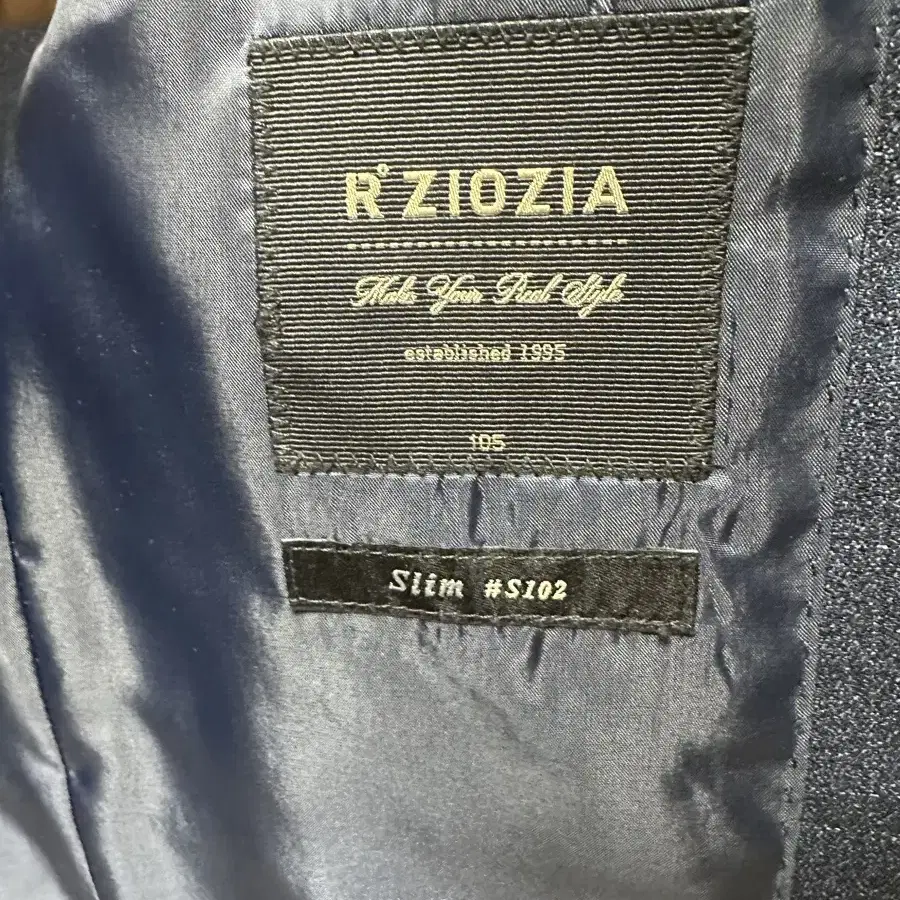 R° ZIOZIA
Make Your Real Style
established 1995
105
Slim #S102